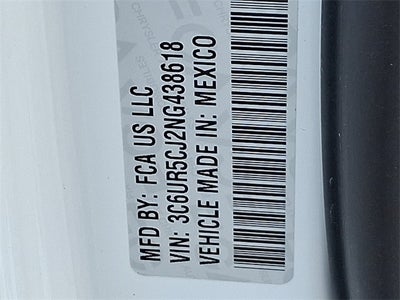 MFD BY: FCA US LLC
VIN: 3C6UR5CJ2NG438618
VEHICLE MADE IN: MEXICO